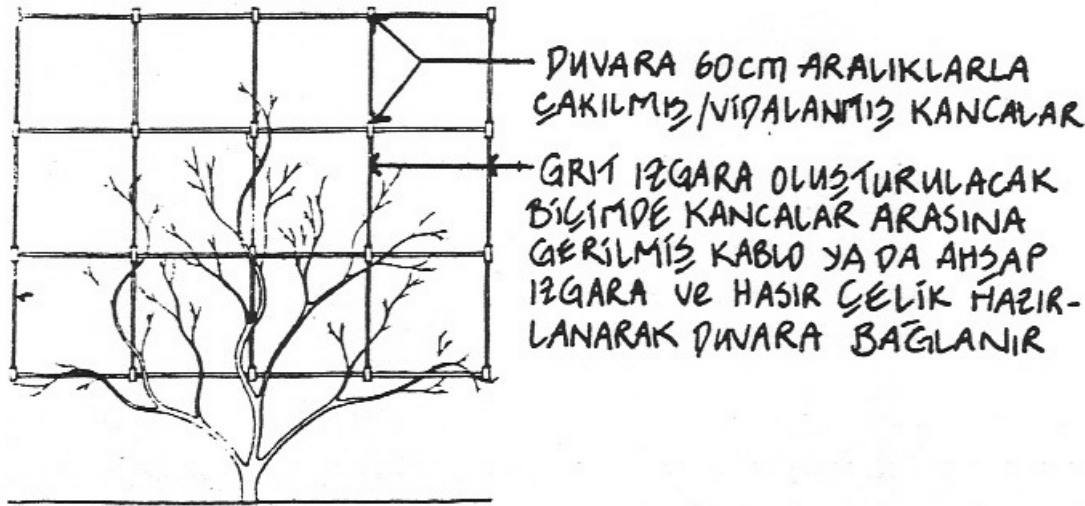 DUVARA 60CM ARALIKLARLA
ÇAKILMIŞ/VİDALANMIŞ KANCALAR
GRIT IZGARA OLUŞTURULACAK
BİÇİMDE KANCALAR ARASINA
GERİLMİŞ KABLO YA DA AHŞAP
IZGARA ve HASIR ÇELİK HAZIR-
LANARAK DUVARA BAĞLANIR